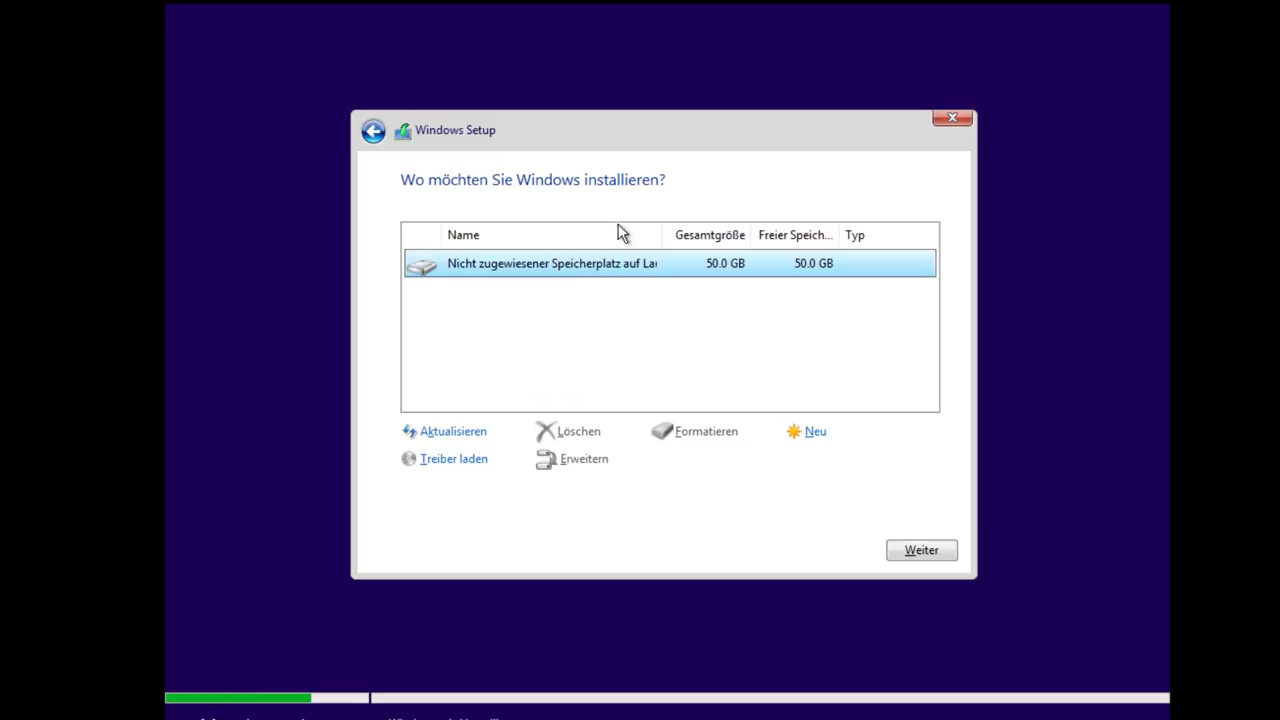 Windows Setup
Wo möchten Sie Windows installieren?
Name Gesamtgröße Freier Speich... Typ
Nicht zugewiesener Speicherplatz auf 50.0 GB 50.0 GB
Aktualisieren Löschen Formatieren Neu
Treiber laden Erweitern
Weiter